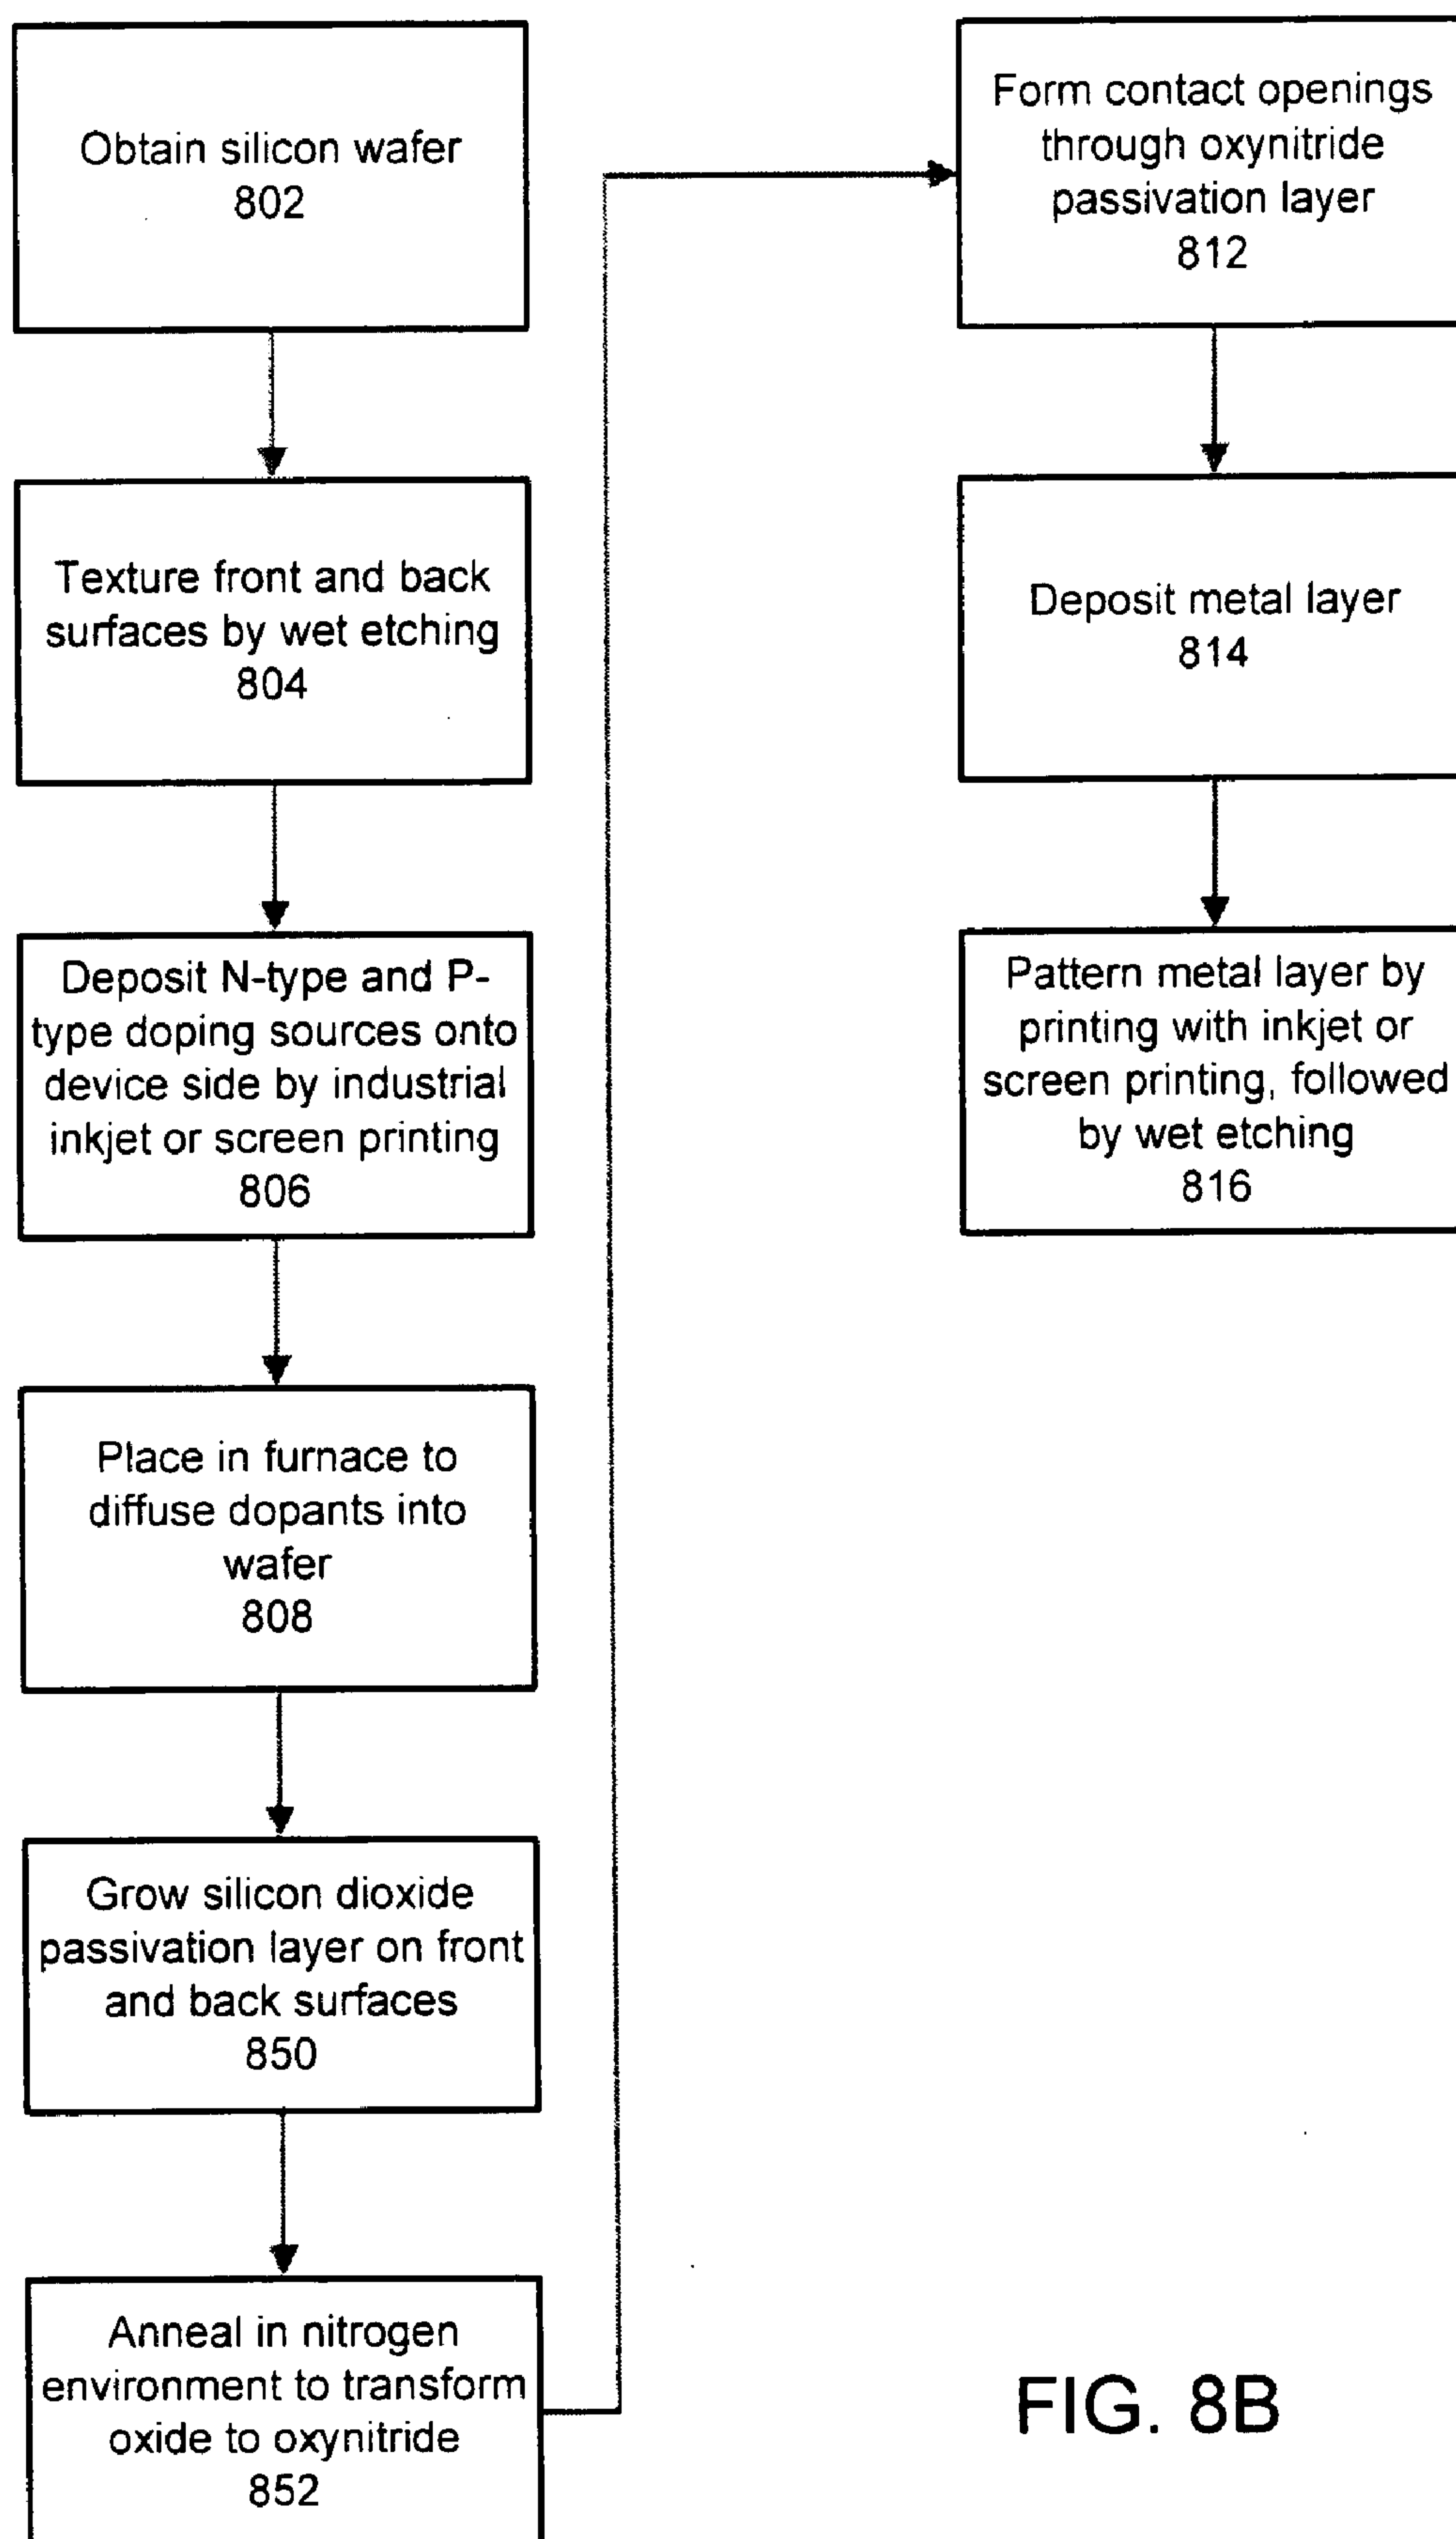 Obtain silicon wafer
802
Texture front and back
surfaces by wet etching
804
Deposit N-type and P-
type doping sources onto
device side by industrial
inkjet or screen printing
806
Place in furnace to
diffuse dopants into
wafer
808
Grow silicon dioxide
passivation layer on front
and back surfaces
850
Anneal in nitrogen
environment to transform
oxide to oxynitride
852
Form contact openings
through oxynitride
passivation layer
812
Deposit metal layer
814
Pattern metal layer by
printing with inkjet or
screen printing, followed
by wet etching
816
FIG. 8B